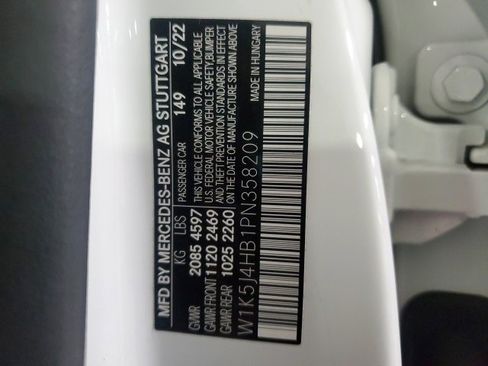 MFD BY MERCEDES-BENZ AG STUTTGART
KG LBS PASSENGER CAR 149 10/22
GVWR 2085 4597 THIS VEHICLE CONFORMS TO ALL APPLICABLE
GAWR FRONT 1120 2469 U.S. FEDERAL MOTOR VEHICLE SAFETY, BUMPER
AND THEFT PREVENTION STANDARDS IN EFFECT
GAWR REAR 1025 2260 ON THE DATE OF MANUFACTURE SHOWN ABOVE
MADE IN HUNGARY
W1K5J4HB1PN358209